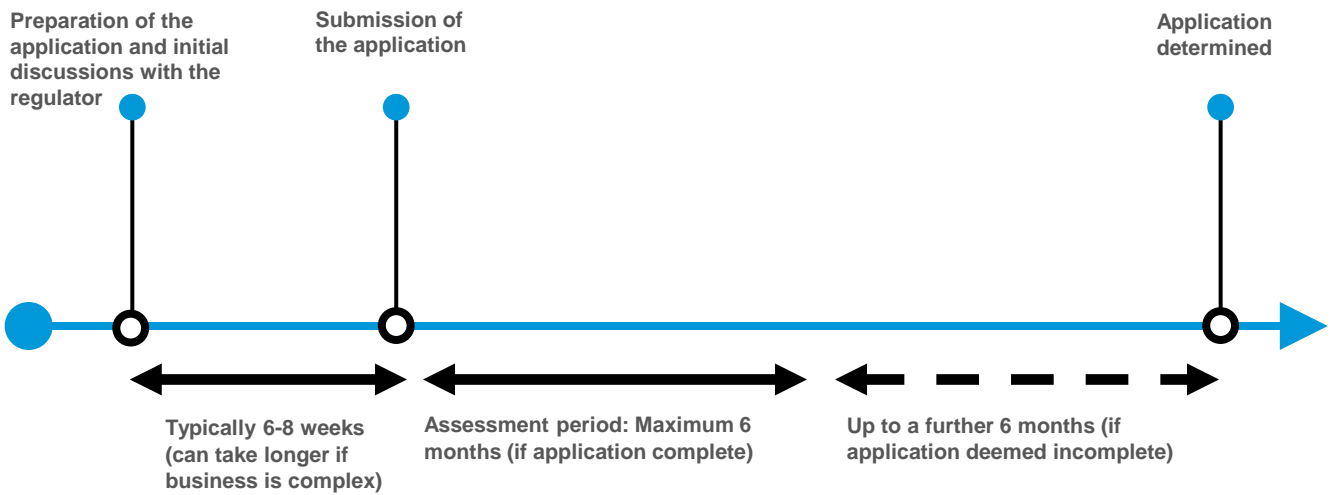 Preparation of the
application and initial
discussions with the
regulator
Submission of
the application
Application
determined
Typically 6-8 weeks
(can take longer if
business is complex)
Assessment period: Maximum 6
months (if application complete)
Up to a further 6 months (if
application deemed incomplete)